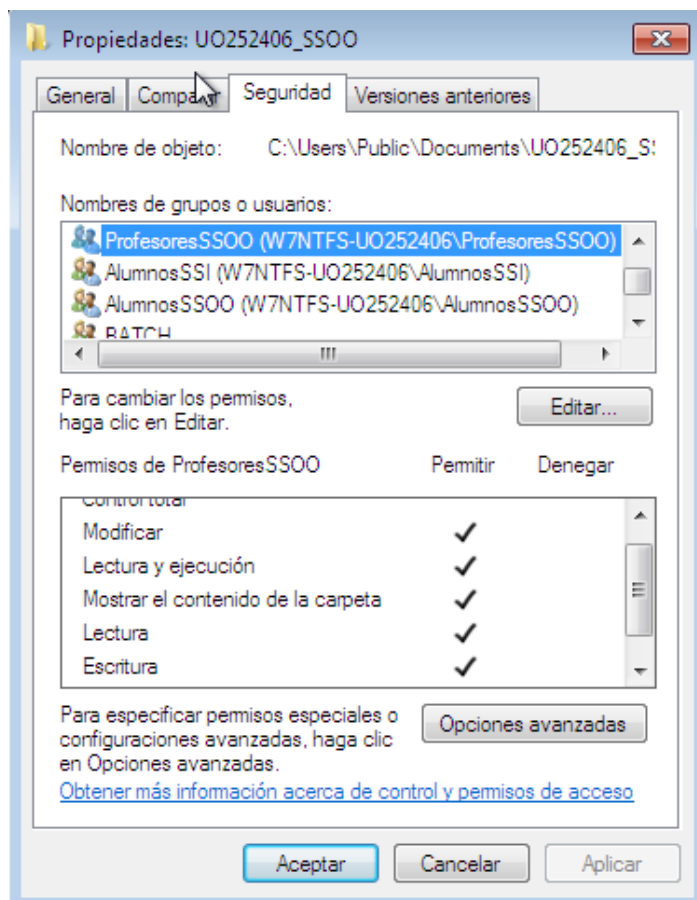 Propiedades: UO252406_SSOO
General Compartir Seguridad Versiones anteriores
Nombre de objeto: C:\Users\Public\Documents\UO252406_S
Nombres de grupos o usuarios:
ProfesoresSSOO (W7NTFS-UO252406\ProfesoresSSOO)
AlumnosSSI (W7NTFS-UO252406\AlumnosSSI)
AlumnosSSOO (W7NTFS-UO252406\AlumnosSSOO)
BATCH
Para cambiar los permisos,
haga clic en Editar.
Editar...
Permisos de ProfesoresSSOO Permitir Denegar
Control total
Modificar
Lectura y ejecución
Mostrar el contenido de la carpeta
Lectura
Escritura
Para especificar permisos especiales o
configuraciones avanzadas, haga clic
en Opciones avanzadas.
Opciones avanzadas
Obtener más información acerca de control y permisos de acceso
Aceptar Cancelar Aplicar